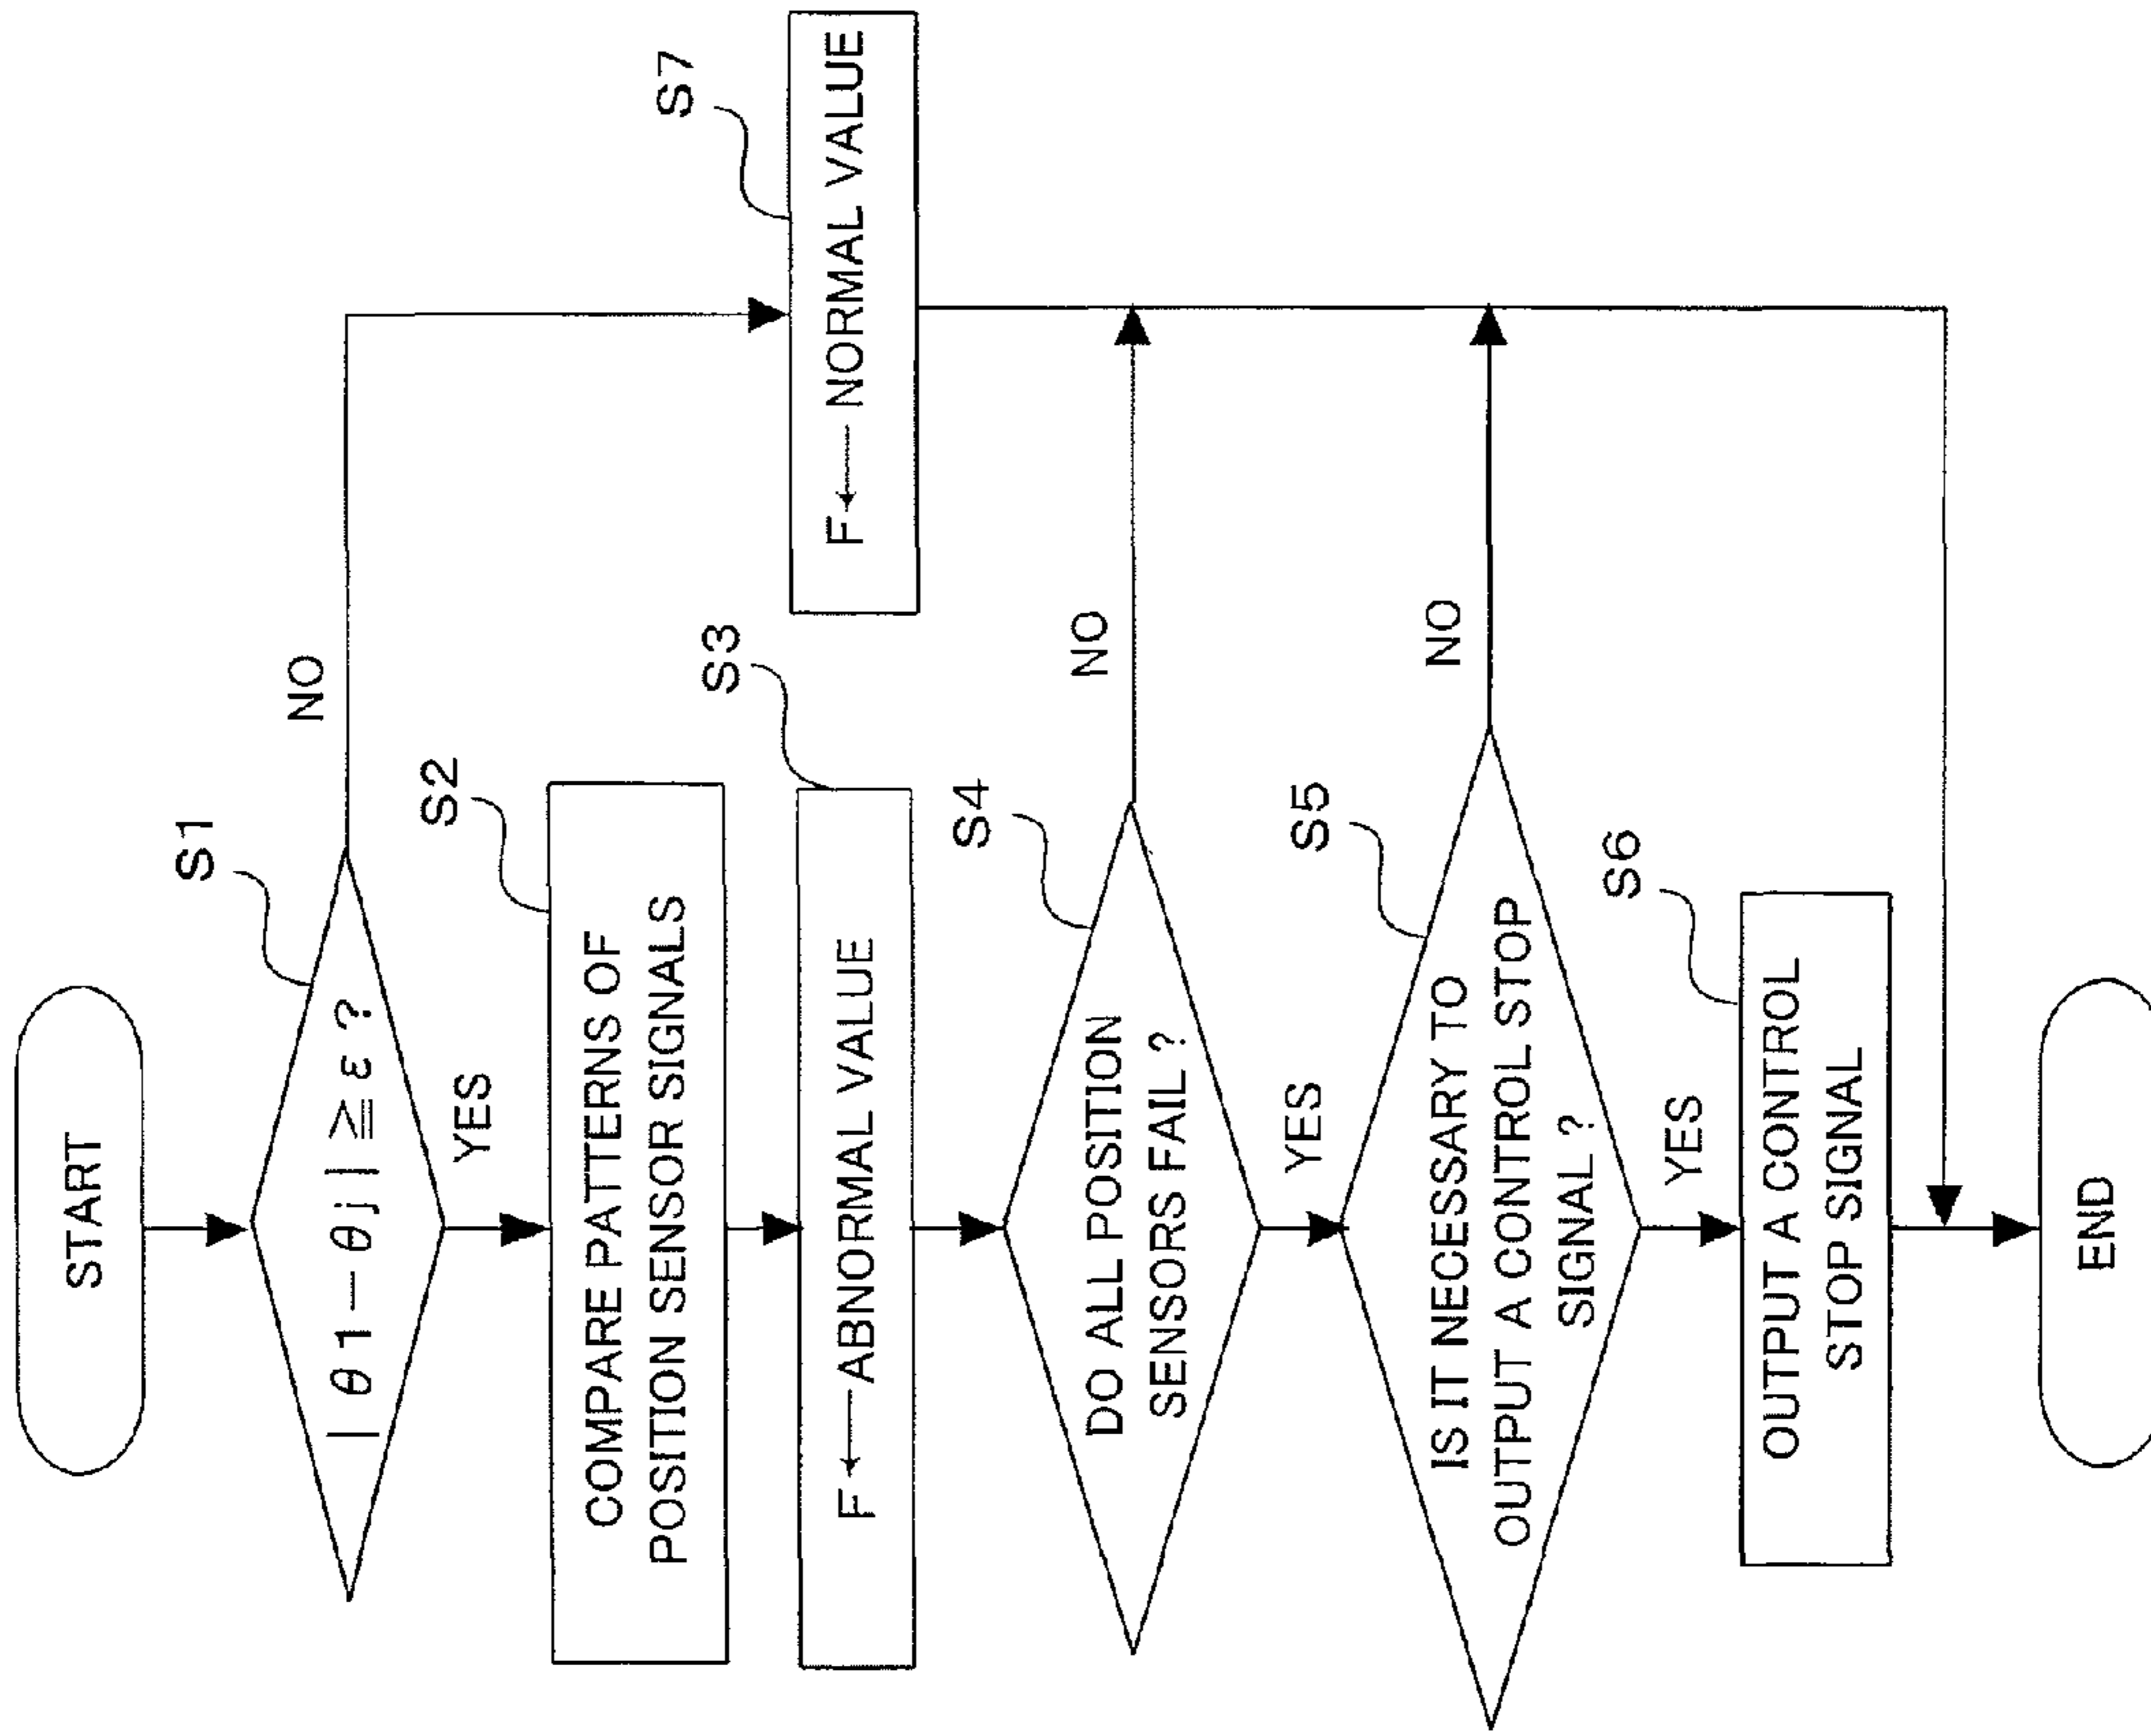 START
S1
| θ1 - θj | ≧ ε ?
NO
YES
S2
COMPARE PATTERNS OF
POSITION SENSOR SIGNALS
S3
F ← ABNORMAL VALUE
S7
F ← NORMAL VALUE
S4
DO ALL POSITION
SENSORS FAIL ?
NO
YES
S5
IS IT NECESSARY TO
OUTPUT A CONTROL STOP
SIGNAL ?
NO
YES
S6
OUTPUT A CONTROL
STOP SIGNAL
END